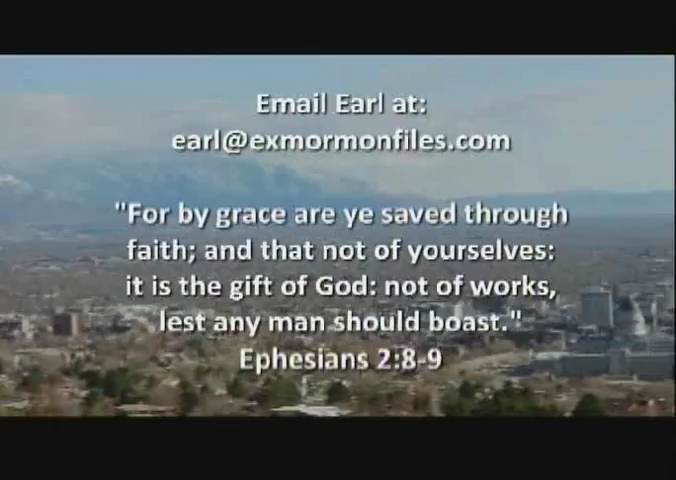 Email Earl at:
earl@exmormonfiles.com
"For by grace are ye saved through
faith; and that not of yourselves:
it is the gift of God: not of works,
lest any man should boast."
Ephesians 2:8-9